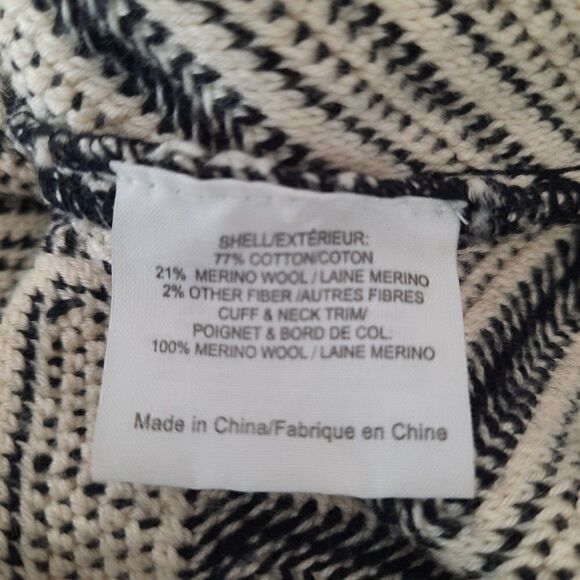 SHELL/EXTÉRIEUR:
77% COTTON/COTON
21% MERINO WOOL / LAINE MERINO
2% OTHER FIBER /AUTRES FIBRES
CUFF & NECK TRIM/
POIGNET & BORD DE COL:
100% MERINO WOOL / LAINE MERINO
Made in China/Fabrique en Chine